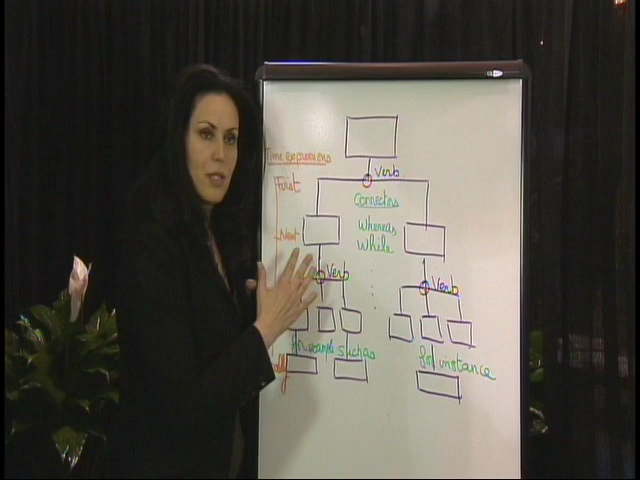 Time expressions
Verb
First
Connectors
Next
Whereas
While
Verb
Verb
for example such as
for instance